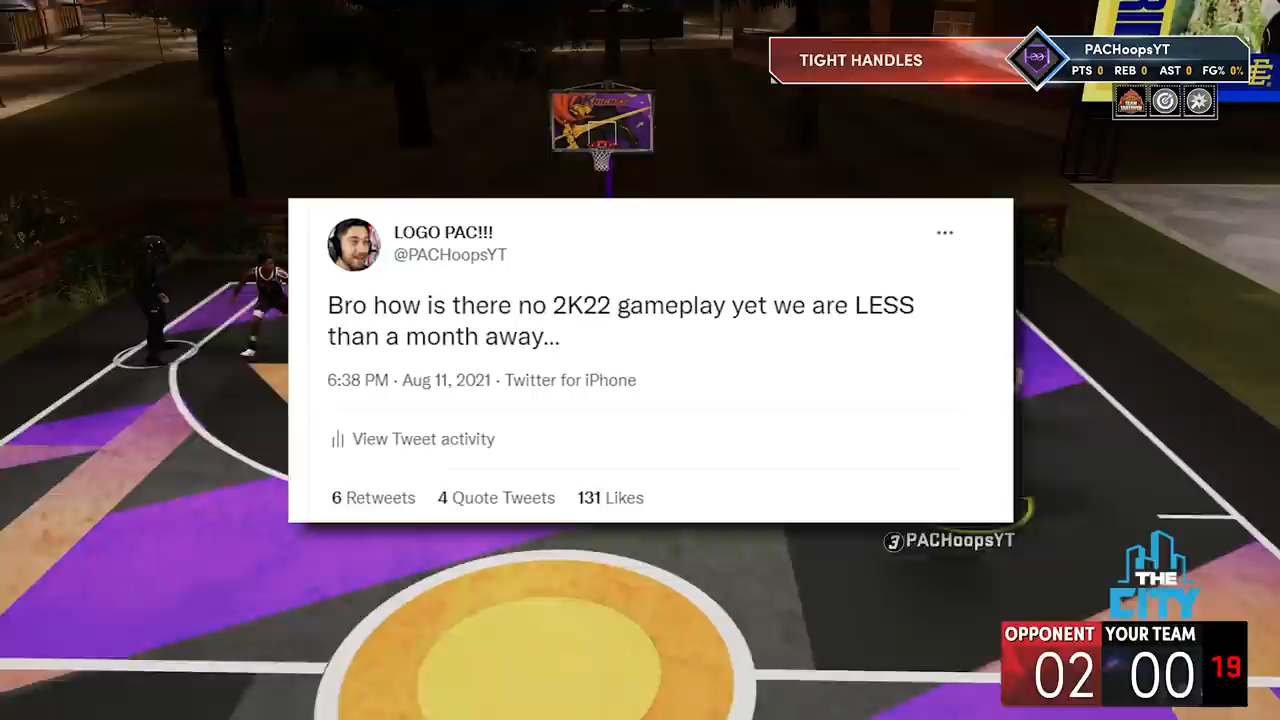 TIGHT HANDLES
PACHoopsYT
PTS 0 REB 0 AST 0 FG% 0%
TEAM TAKEOVER
LOGO PAC!!!
@PACHoopsYT
Bro how is there no 2K22 gameplay yet we are LESS
than a month away...
6:38 PM · Aug 11, 2021 · Twitter for iPhone
View Tweet activity
6 Retweets 4 Quote Tweets 131 Likes
3 PACHoopsYT
THE
CITY
OPPONENT YOUR TEAM
02 00 19